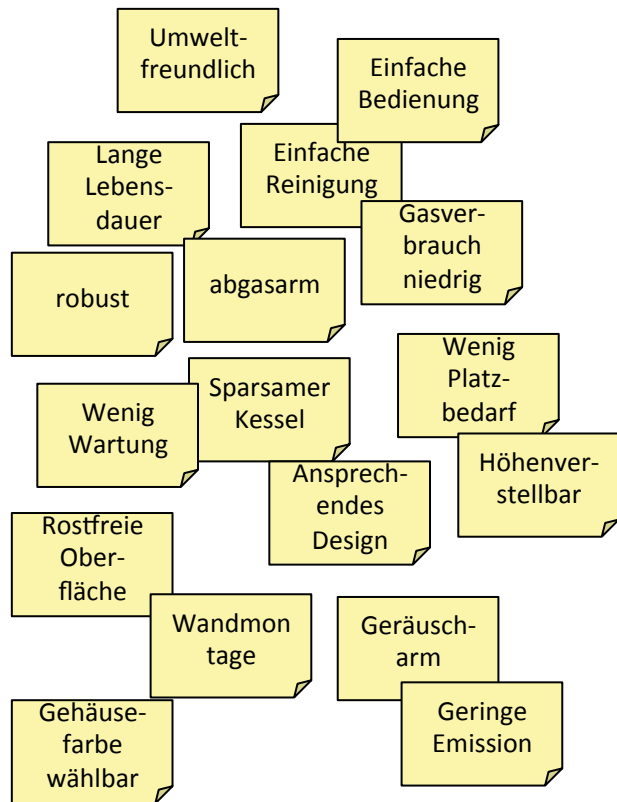 Umwelt-
freundlich
Einfache
Bedienung
Lange
Lebens-
dauer
Einfache
Reinigung
Gasver-
brauch
niedrig
robust
abgasarm
Wenig
Platz-
bedarf
Sparsamer
Kessel
Wenig
Wartung
Höhenver-
stellbar
Ansprech-
endes
Design
Rostfreie
Ober-
fläche
Wandmon
tage
Geräusch-
arm
Gehäuse-
farbe
wählbar
Geringe
Emission